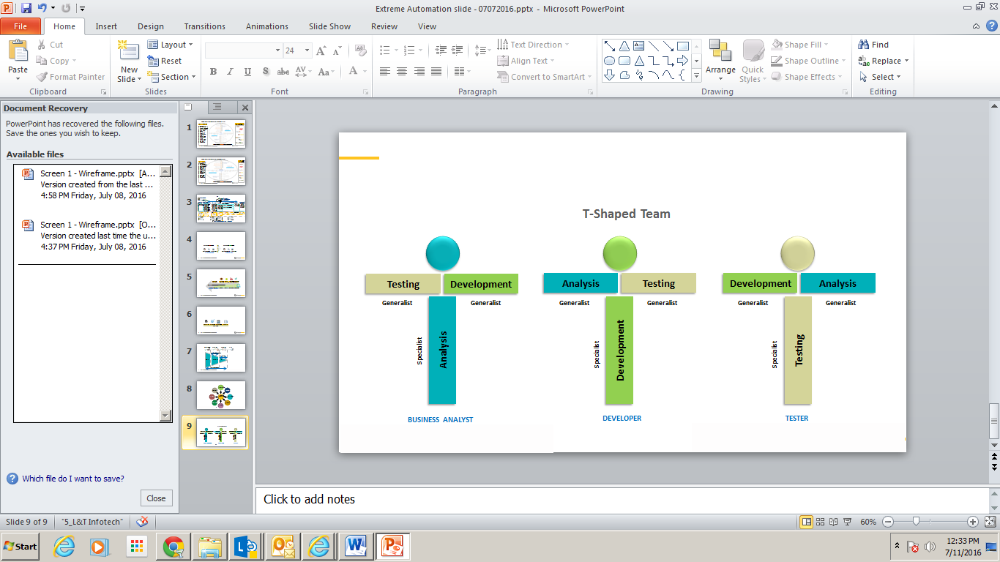 Extreme Automation slide - 07072016.pptx - Microsoft PowerPoint
File Home Insert Design Transitions Animations Slide Show Review View
Paste
Cut
Copy
Format Painter
Clipboard
New
Slide
Layout
Reset
Section
Slides
24
B I U S abc AV Aa A
Font
Text Direction
Align Text
Convert to SmartArt
Paragraph
Arrange
Quick
Styles
Shape Fill
Shape Outline
Shape Effects
Drawing
Find
Replace
Select
Editing
Document Recovery
PowerPoint has recovered the following files.
Save the ones you wish to keep.
Available files
Screen 1 - Wireframe.pptx [A...
Version created from the last ...
4:58 PM Friday, July 08, 2016
Screen 1 - Wireframe.pptx [O...
Version created last time the u...
4:37 PM Friday, July 08, 2016
Which file do I want to save?
Close
1
2
3
4
5
6
7
8
9
T-Shaped Team
Testing Development
Generalist Generalist
Specialist
Analysis
BUSINESS ANALYST
Analysis Testing
Generalist Generalist
Specialist
Development
DEVELOPER
Development Analysis
Generalist Generalist
Specialist
Testing
TESTER
Click to add notes
Slide 9 of 9 "5_L&T Infotech" 60%
Start 12:33 PM
7/11/2016